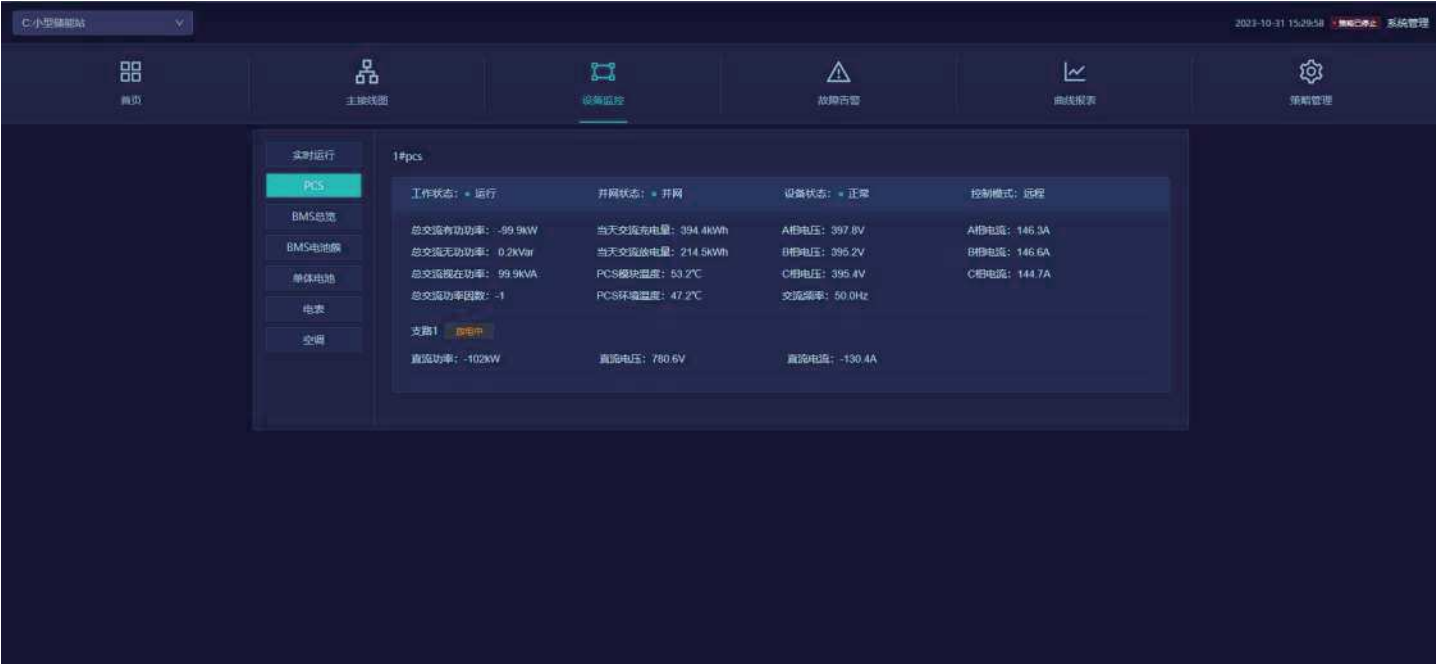 C:小型储能站
2023-10-31 15:29:58 策略已停止 系统管理
首页 主接线图 设备监控 故障告警 曲线报表 策略管理
实时运行
PCS
BMS总览
BMS电池簇
单体电池
电表
空调
1#pcs
工作状态: 运行 并网状态: 并网 设备状态: 正常 控制模式: 远程
总交流有功功率: -99.9kW 当天交流充电量: 394.4kWh A相电压: 397.8V A相电流: 146.3A
总交流无功功率: 0.2kVar 当天交流放电量: 214.5kWh B相电压: 395.2V B相电流: 146.6A
总交流视在功率: 99.9kVA PCS模块温度: 53.2℃ C相电压: 395.4V C相电流: 144.7A
总交流功率因数: -1 PCS环境温度: 47.2℃ 交流频率: 50.0Hz
支路1 放电中
直流功率: -102kW 直流电压: 780.6V 直流电流: -130.4A